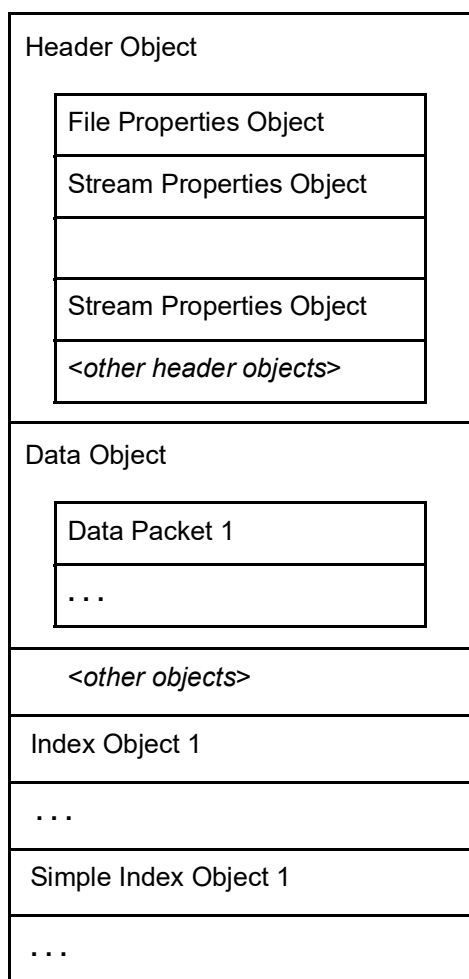 Header Object
File Properties Object
Stream Properties Object
Stream Properties Object
<other header objects>
Data Object
Data Packet 1
. . .
<other objects>
Index Object 1
. . .
Simple Index Object 1
. . .